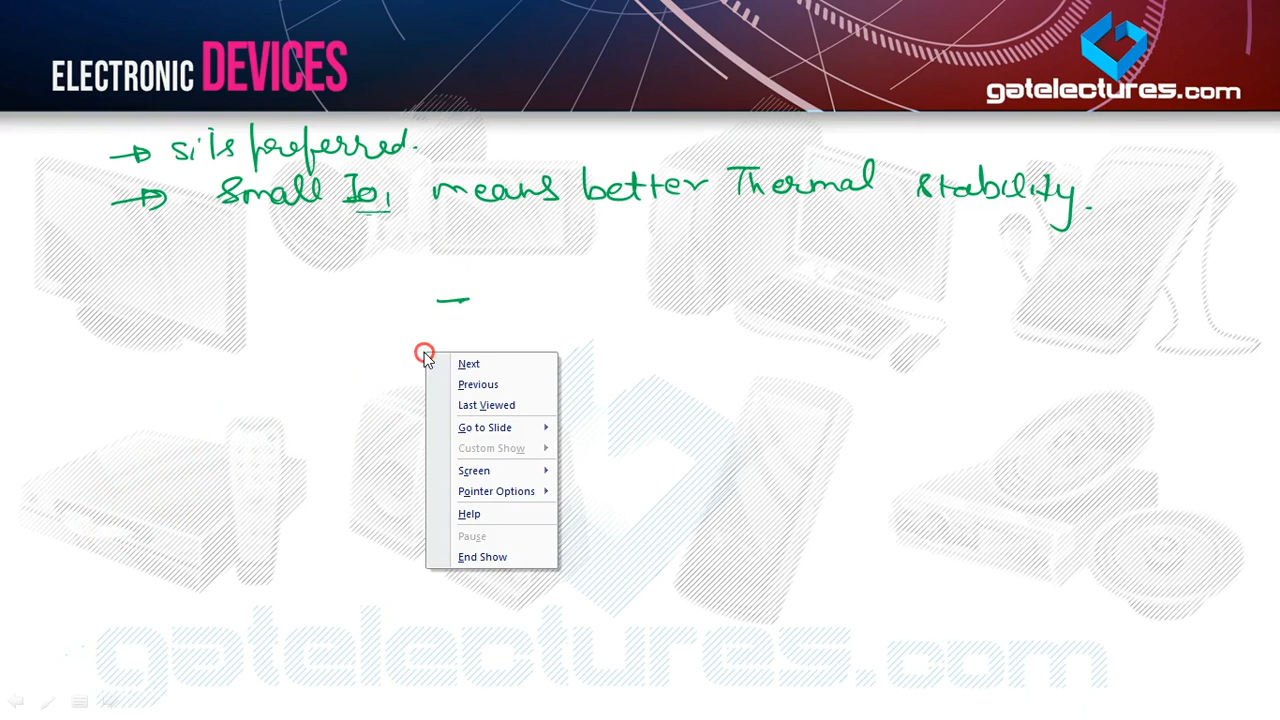 ELECTRONIC DEVICES
gatelectures.com
→ Si is preferred.
→ Small Io, means better Thermal Stability.
Next
Previous
Last Viewed
Go to Slide
Custom Show
Screen
Pointer Options
Help
Pause
End Show
gatelectures.com